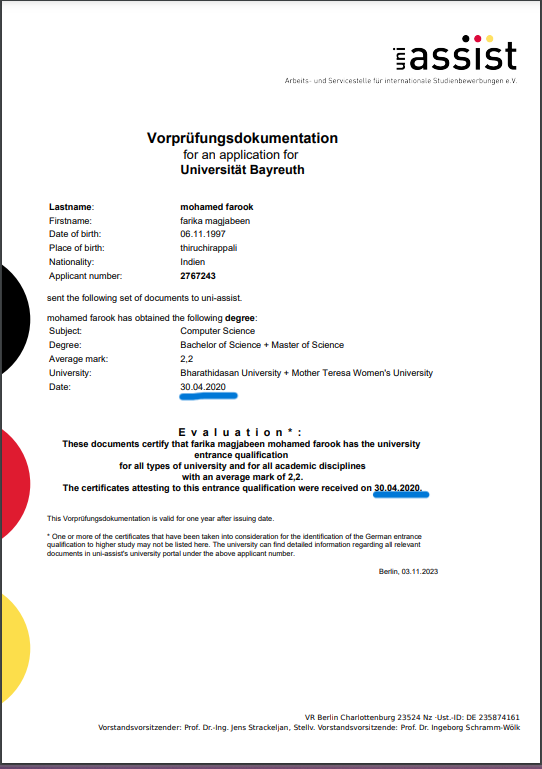 uni assist
Arbeits- und Servicestelle für internationale Studienbewerbungen e.V.
Vorprüfungsdokumentation
for an application for
Universität Bayreuth
Lastname: mohamed farook
Firstname: farika magjabeen
Date of birth: 06.11.1997
Place of birth: thiruchirappali
Nationality: Indien
Applicant number: 2767243
sent the following set of documents to uni-assist.
mohamed farook has obtained the following degree:
Subject: Computer Science
Degree: Bachelor of Science + Master of Science
Average mark: 2,2
University: Bharathidasan University + Mother Teresa Women's University
Date: 30.04.2020
E v a l u a t i o n * :
These documents certify that farika magjabeen mohamed farook has the university
entrance qualification
for all types of university and for all academic disciplines
with an average mark of 2,2.
The certificates attesting to this entrance qualification were received on 30.04.2020.
This Vorprüfungsdokumentation is valid for one year after issuing date.
* One or more of the certificates that have been taken into consideration for the identification of the German entrance
qualification to higher study may not be listed here. The university can find detailed information regarding all relevant
documents in uni-assist's university portal under the above applicant number.
Berlin, 03.11.2023
VR Berlin Charlottenburg 23524 Nz -Ust.-ID: DE 235874161
Vorstandsvorsitzender: Prof. Dr.-Ing. Jens Strackeljan, Stellv. Vorstandsvorsitzende: Prof. Dr. Ingeborg Schramm-Wölk